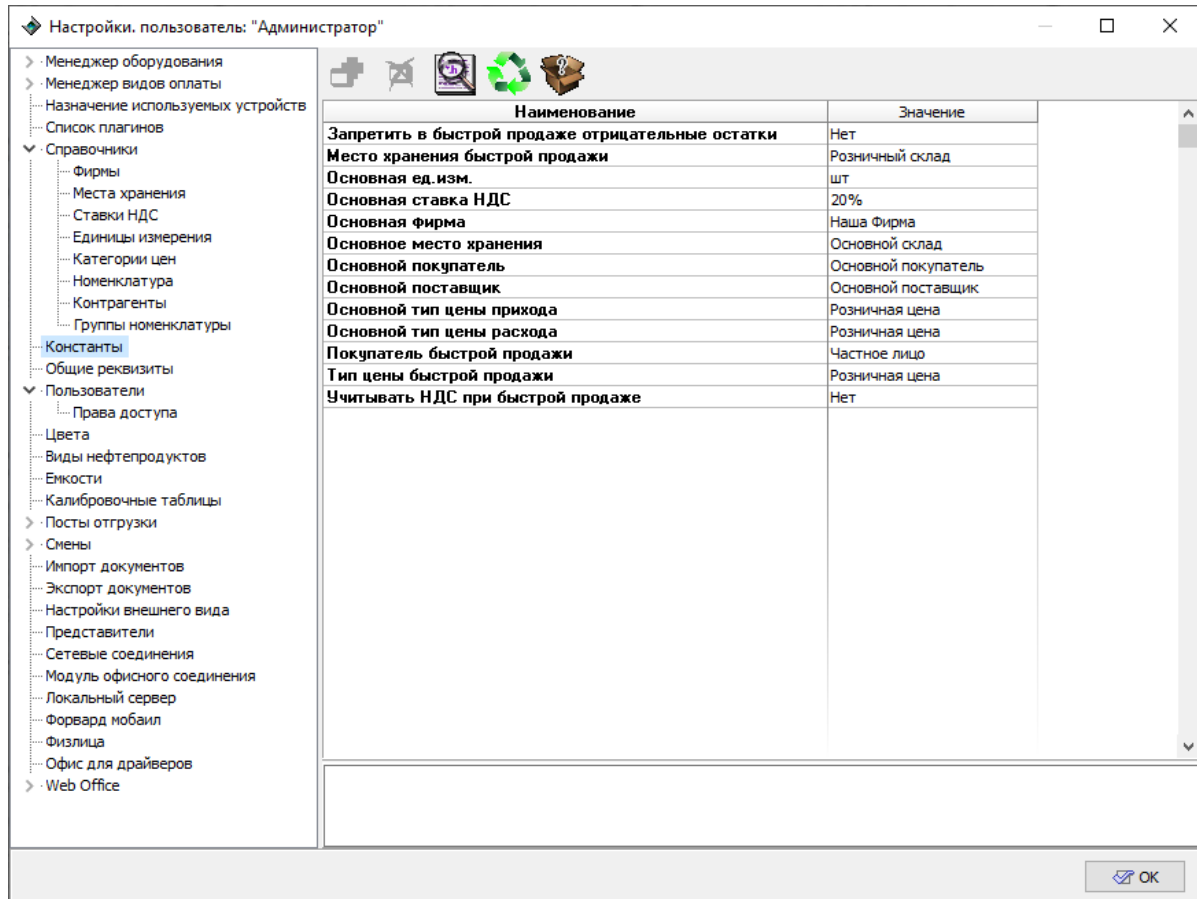 Настройки. пользователь: "Администратор"
Менеджер оборудования
Менеджер видов оплаты
Назначение используемых устройств
Список плагинов
Справочники
Фирмы
Места хранения
Ставки НДС
Единицы измерения
Категории цен
Номенклатура
Контрагенты
Группы номенклатуры
Константы
Общие реквизиты
Пользователи
Права доступа
Цвета
Виды нефтепродуктов
Емкости
Калибровочные таблицы
Посты отгрузки
Смены
Импорт документов
Экспорт документов
Настройки внешнего вида
Представители
Сетевые соединения
Модуль офисного соединения
Локальный сервер
Форвард мобаил
Физлица
Офис для драйверов
Web Office
Наименование Значение
Запретить в быстрой продаже отрицательные остатки Нет
Место хранения быстрой продажи Розничный склад
Основная ед.изм. шт
Основная ставка НДС 20%
Основная фирма Наша Фирма
Основное место хранения Основной склад
Основной покупатель Основной покупатель
Основной поставщик Основной поставщик
Основной тип цены прихода Розничная цена
Основной тип цены расхода Розничная цена
Покупатель быстрой продажи Частное лицо
Тип цены быстрой продажи Розничная цена
Учитывать НДС при быстрой продаже Нет
OK